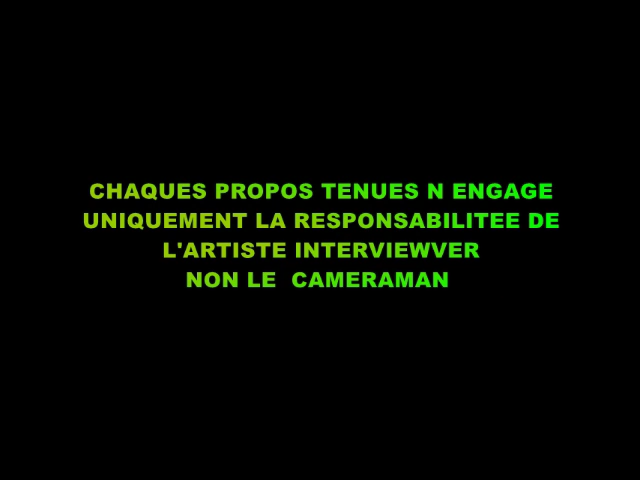 CHAQUES PROPOS TENUES N ENGAGE
UNIQUEMENT LA RESPONSABILITEE DE
L'ARTISTE INTERVIEWVER
NON LE  CAMERAMAN